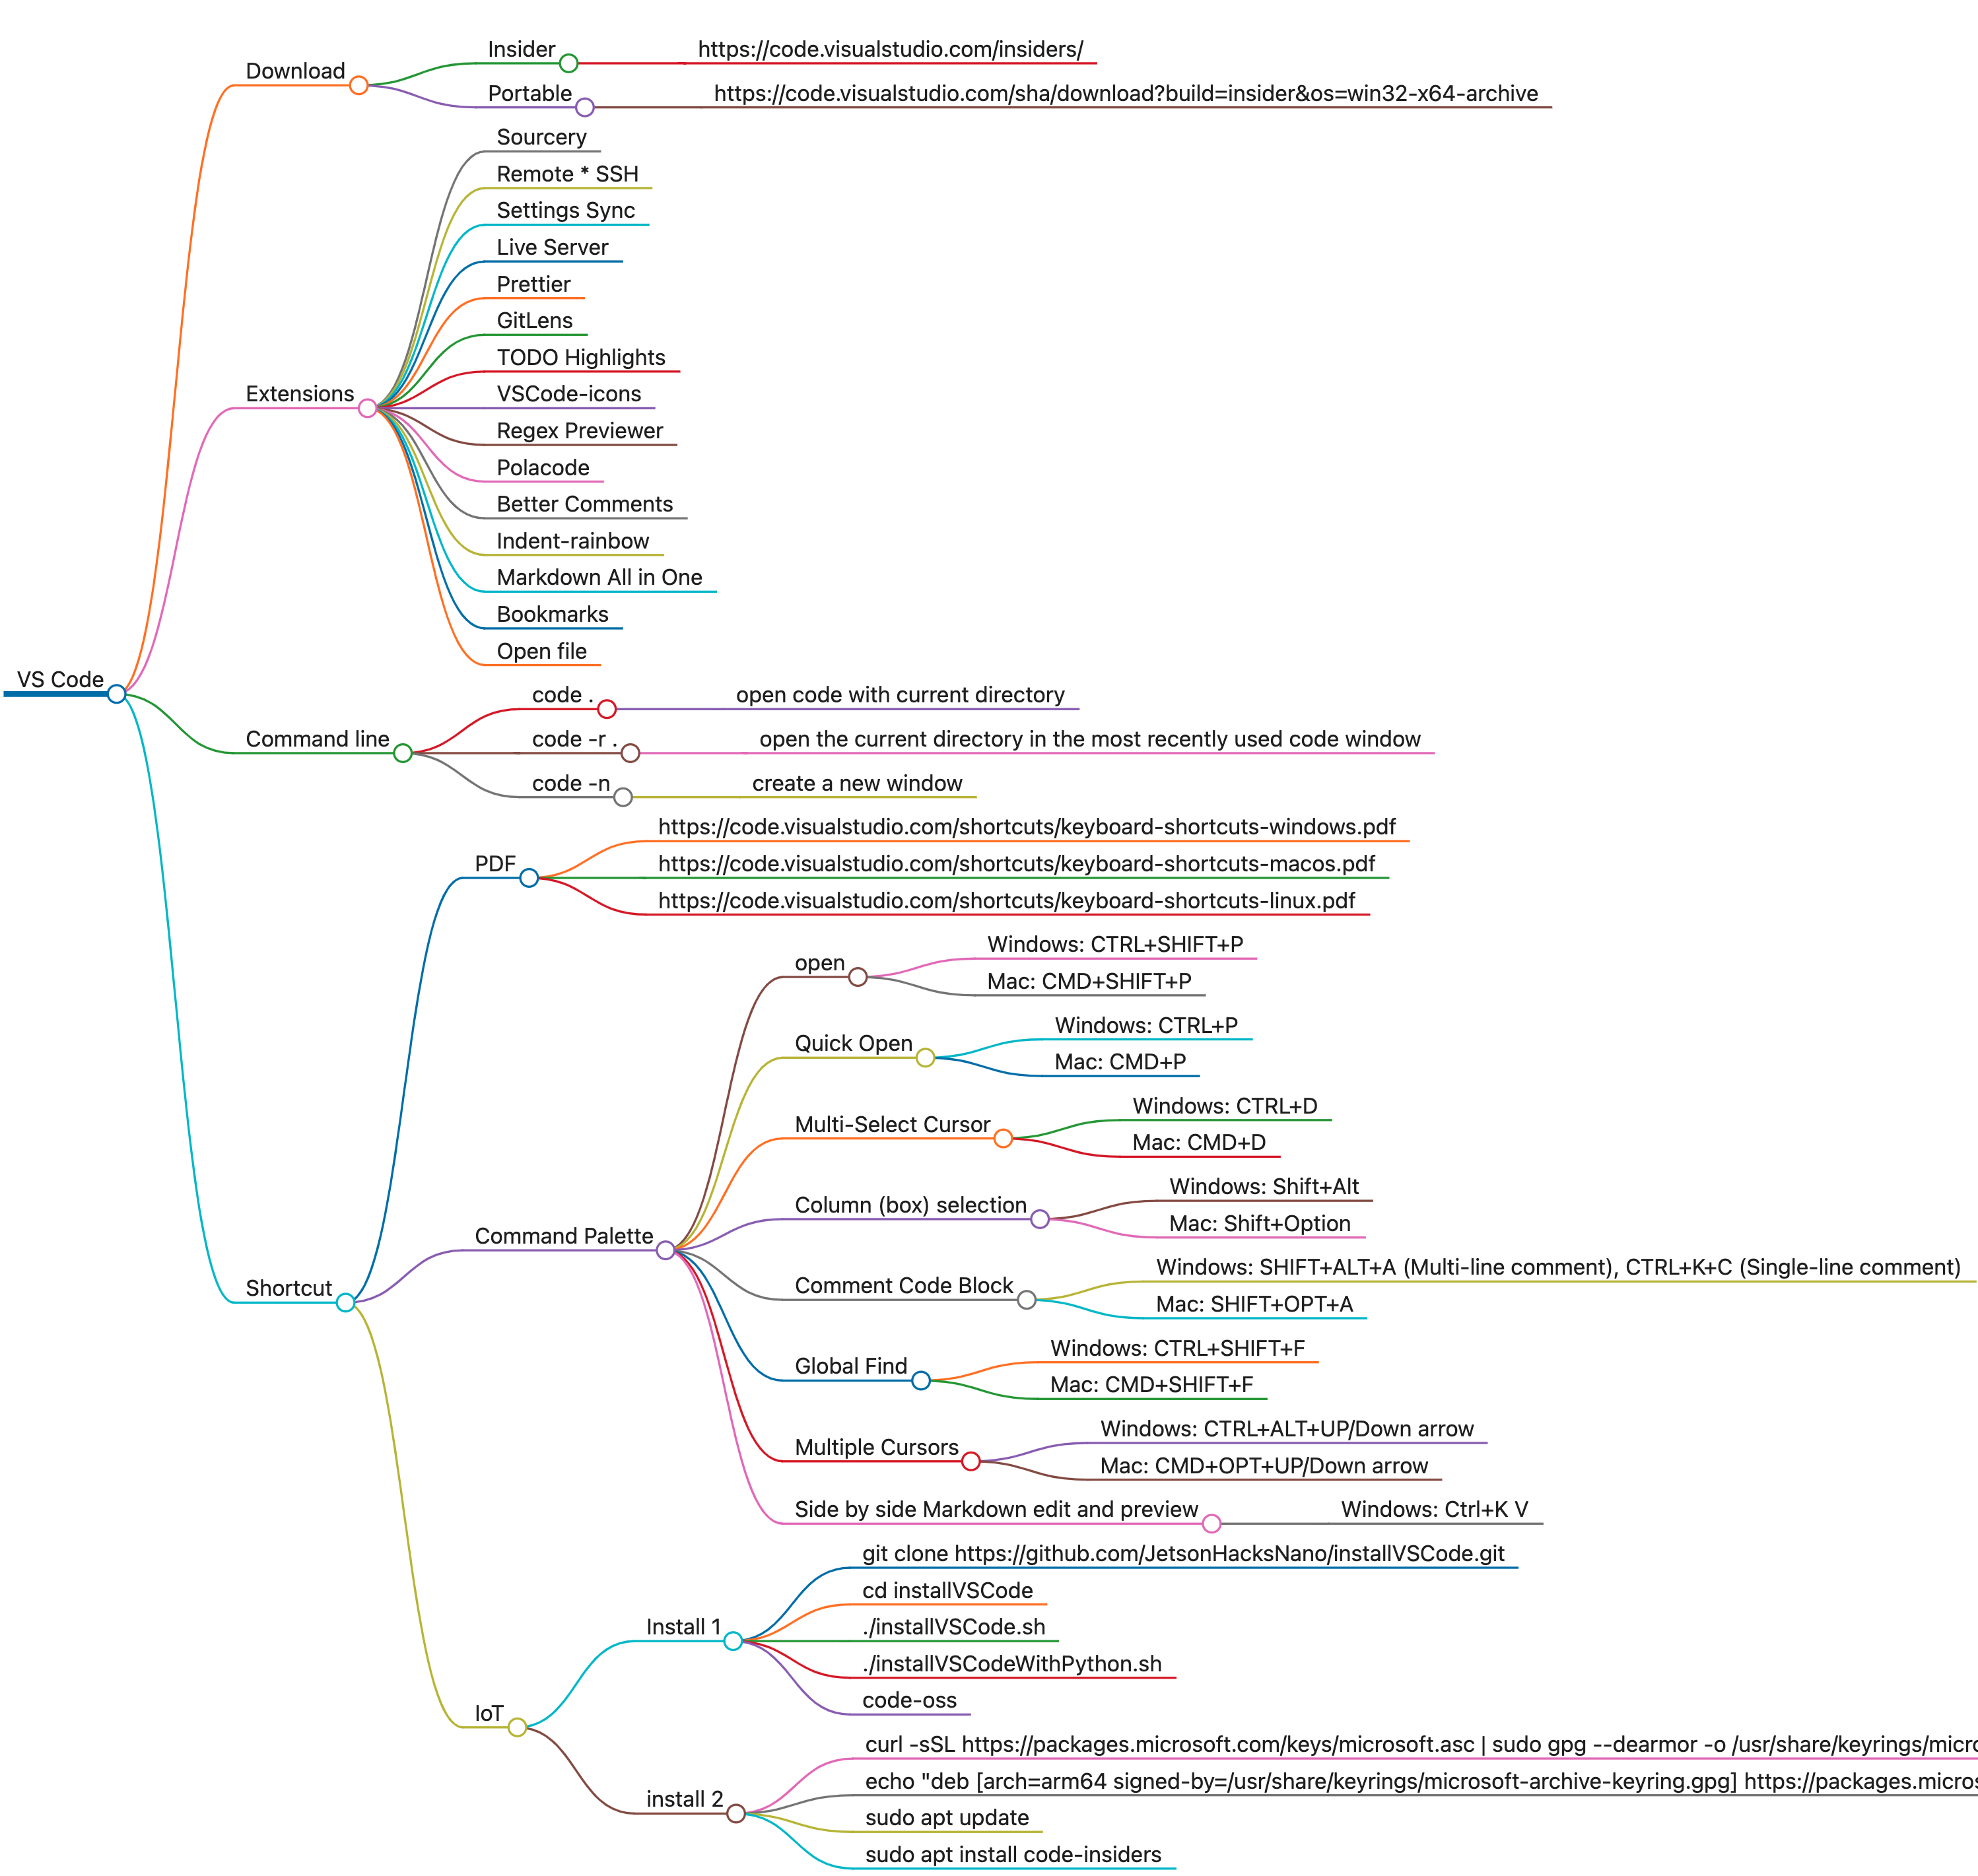 VS Code
Download
Insider
https://code.visualstudio.com/insiders/
Portable
https://code.visualstudio.com/sha/download?build=insider&os=win32-x64-archive
Extensions
Sourcery
Remote * SSH
Settings Sync
Live Server
Prettier
GitLens
TODO Highlights
VSCode-icons
Regex Previewer
Polacode
Better Comments
Indent-rainbow
Markdown All in One
Bookmarks
Open file
Command line
code .
open code with current directory
code -r .
open the current directory in the most recently used code window
code -n
create a new window
Shortcut
PDF
https://code.visualstudio.com/shortcuts/keyboard-shortcuts-windows.pdf
https://code.visualstudio.com/shortcuts/keyboard-shortcuts-macos.pdf
https://code.visualstudio.com/shortcuts/keyboard-shortcuts-linux.pdf
Command Palette
open
Windows: CTRL+SHIFT+P
Mac: CMD+SHIFT+P
Quick Open
Windows: CTRL+P
Mac: CMD+P
Multi-Select Cursor
Windows: CTRL+D
Mac: CMD+D
Column (box) selection
Windows: Shift+Alt
Mac: Shift+Option
Comment Code Block
Windows: SHIFT+ALT+A (Multi-line comment), CTRL+K+C (Single-line comment)
Mac: SHIFT+OPT+A
Global Find
Windows: CTRL+SHIFT+F
Mac: CMD+SHIFT+F
Multiple Cursors
Windows: CTRL+ALT+UP/Down arrow
Mac: CMD+OPT+UP/Down arrow
Side by side Markdown edit and preview
Windows: Ctrl+K V
IoT
Install 1
git clone https://github.com/JetsonHacksNano/installVSCode.git
cd installVSCode
./installVSCode.sh
./installVSCodeWithPython.sh
code-oss
install 2
curl -sSL https://packages.microsoft.com/keys/microsoft.asc | sudo gpg --dearmor -o /usr/share/keyrings/micro
echo "deb [arch=arm64 signed-by=/usr/share/keyrings/microsoft-archive-keyring.gpg] https://packages.micros
sudo apt update
sudo apt install code-insiders